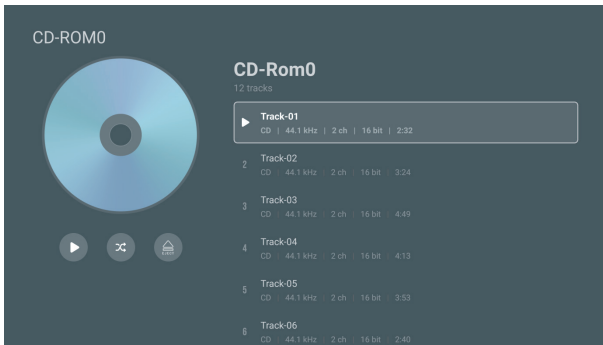 CD-ROM0
CD-Rom0
12 tracks
Track-01
CD | 44.1 kHz | 2 ch | 16 bit | 2:32
2 Track-02
CD | 44.1 kHz | 2 ch | 16 bit | 3:24
3 Track-03
CD | 44.1 kHz | 2 ch | 16 bit | 4:49
4 Track-04
CD | 44.1 kHz | 2 ch | 16 bit | 4:13
5 Track-05
CD | 44.1 kHz | 2 ch | 16 bit | 3:53
6 Track-06
CD | 44.1 kHz | 2 ch | 16 bit | 2:40
EJECT